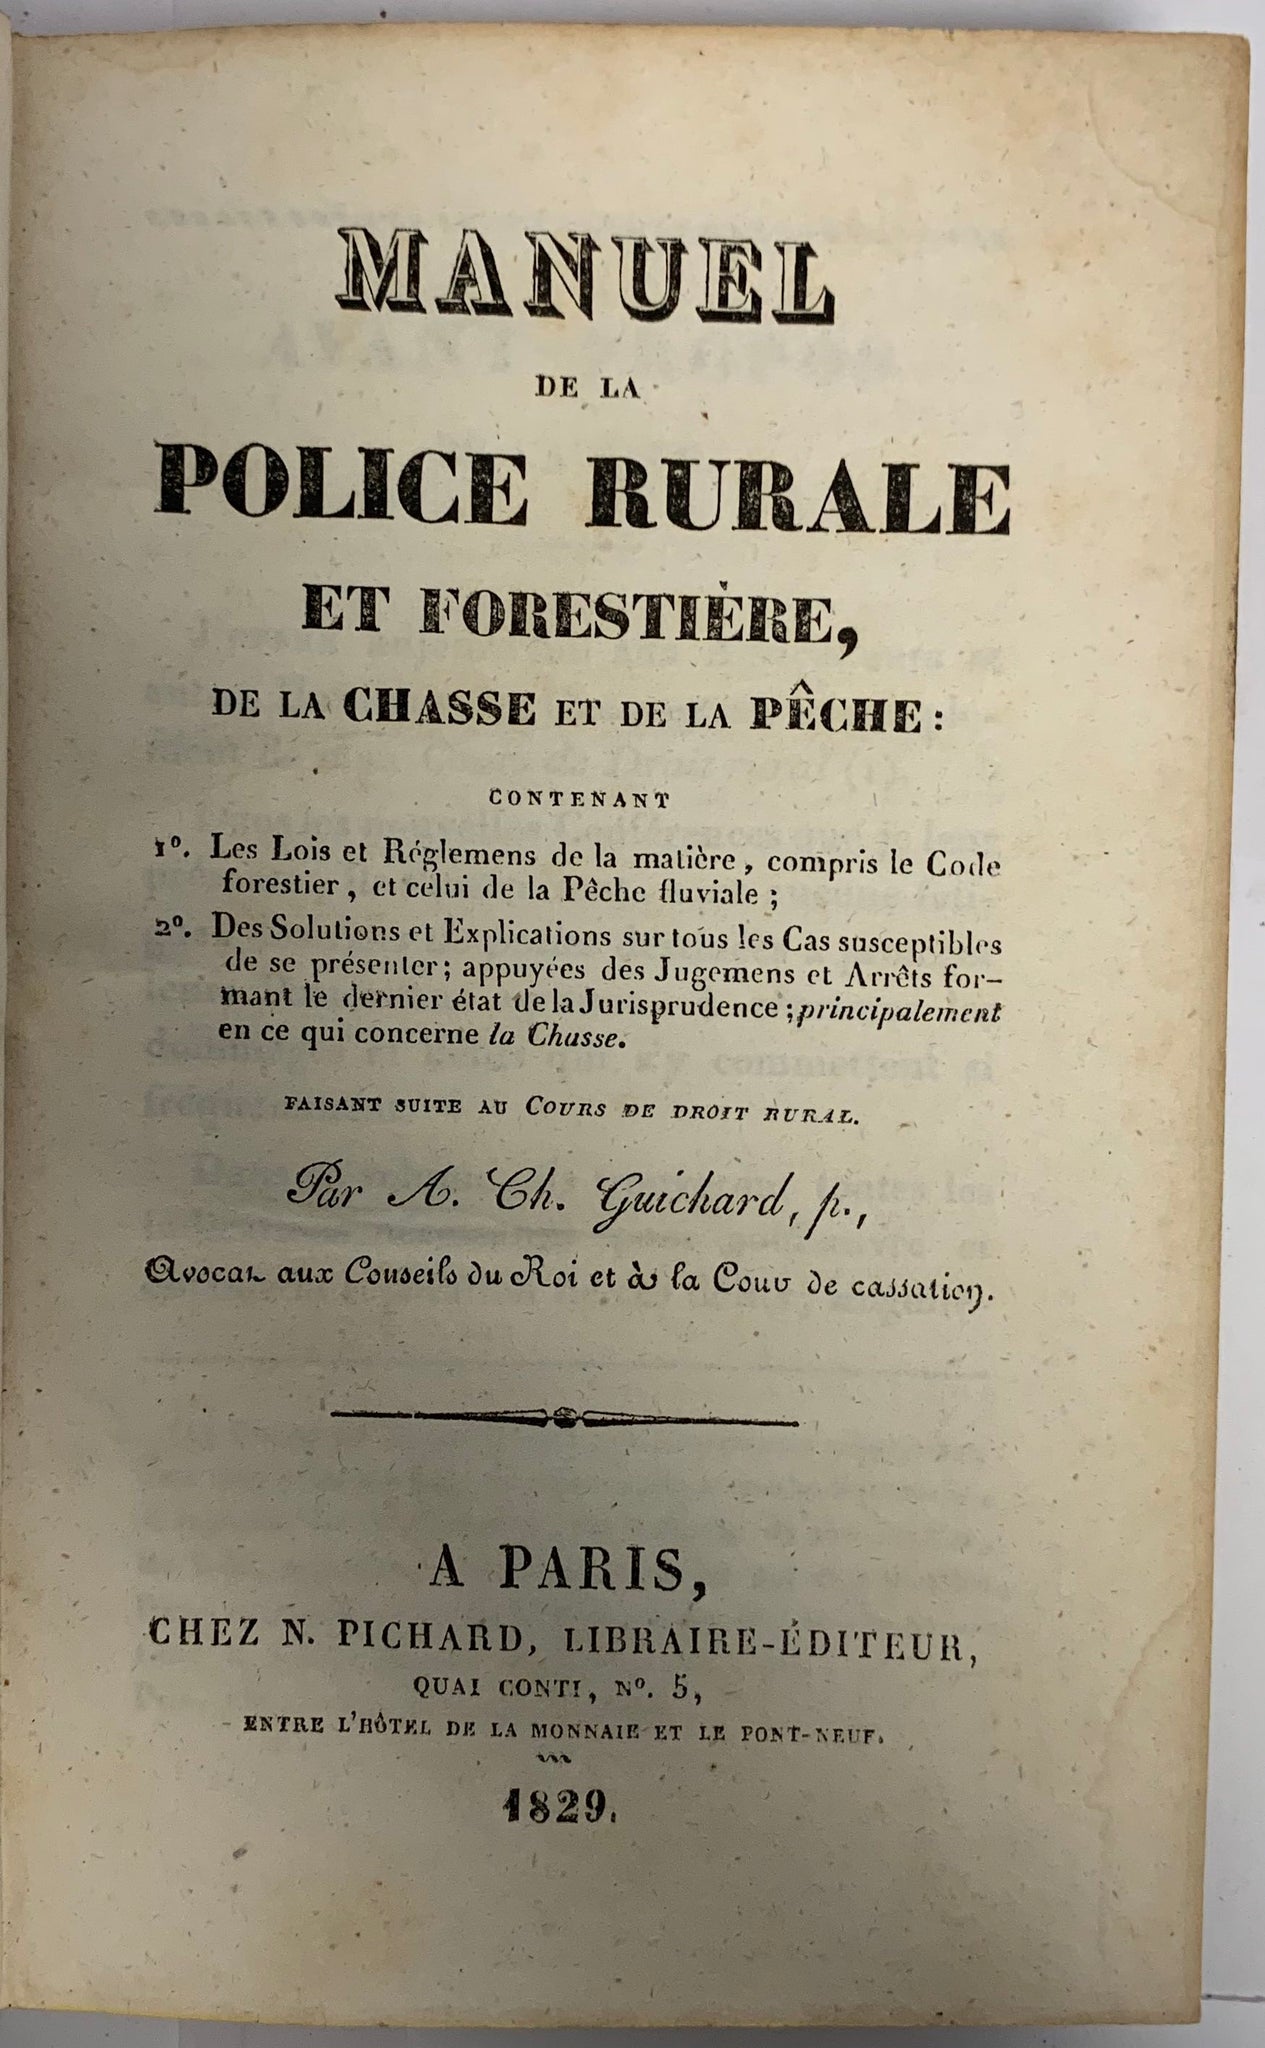 MANUEL
DE LA
POLICE RURALE
ET FORESTIÈRE,
DE LA CHASSE ET DE LA PÊCHE:
CONTENANT
1º. Les Lois et Réglemens de la matière, compris le Code
forestier, et celui de la Pêche fluviale;
2º. Des Solutions et Explications sur tous les Cas susceptibles
de se présenter; appuyées des Jugemens et Arrêts for-
mant le dernier état de la Jurisprudence; principalement
en ce qui concerne la Chasse.
FAISANT SUITE AU COURS DE DROIT RURAL.
Par A. Ch. Guichard, p.,
Avocat aux Conseils du Roi et à la Cour de cassation.
A PARIS,
CHEZ N. PICHARD, LIBRAIRE-ÉDITEUR,
QUAI CONTI, Nº. 5,
ENTRE L'HÔTEL DE LA MONNAIE ET LE PONT-NEUF.
1829.